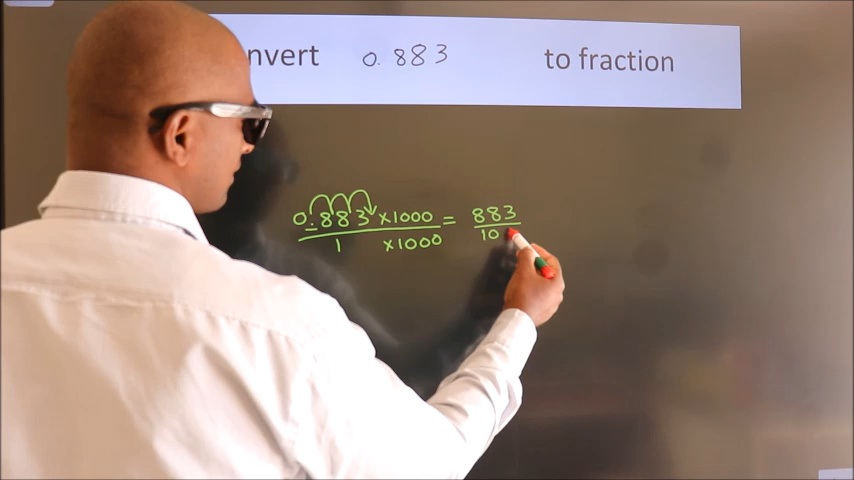 nvert 0.883 to fraction
0.883 x1000 = 883
1 x1000 10